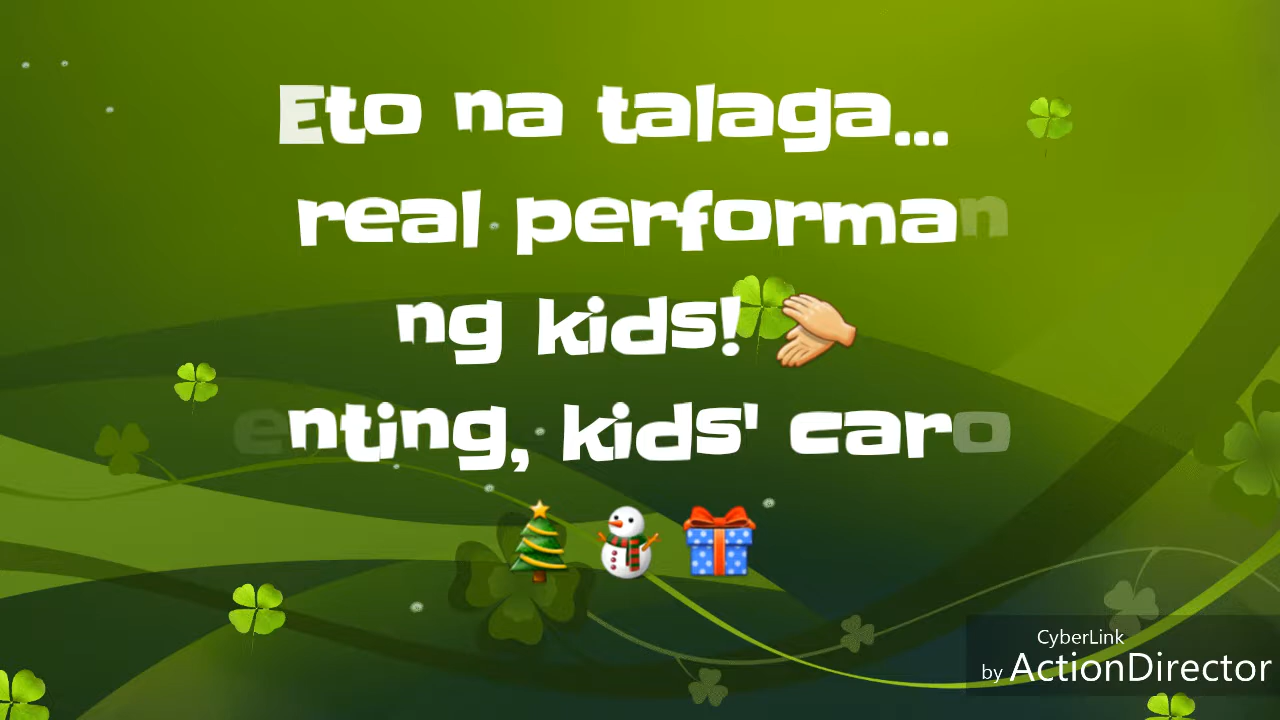 Eto na talaga...
real performan
ng kids!
enting, kids' caro
CyberLink
by ActionDirector